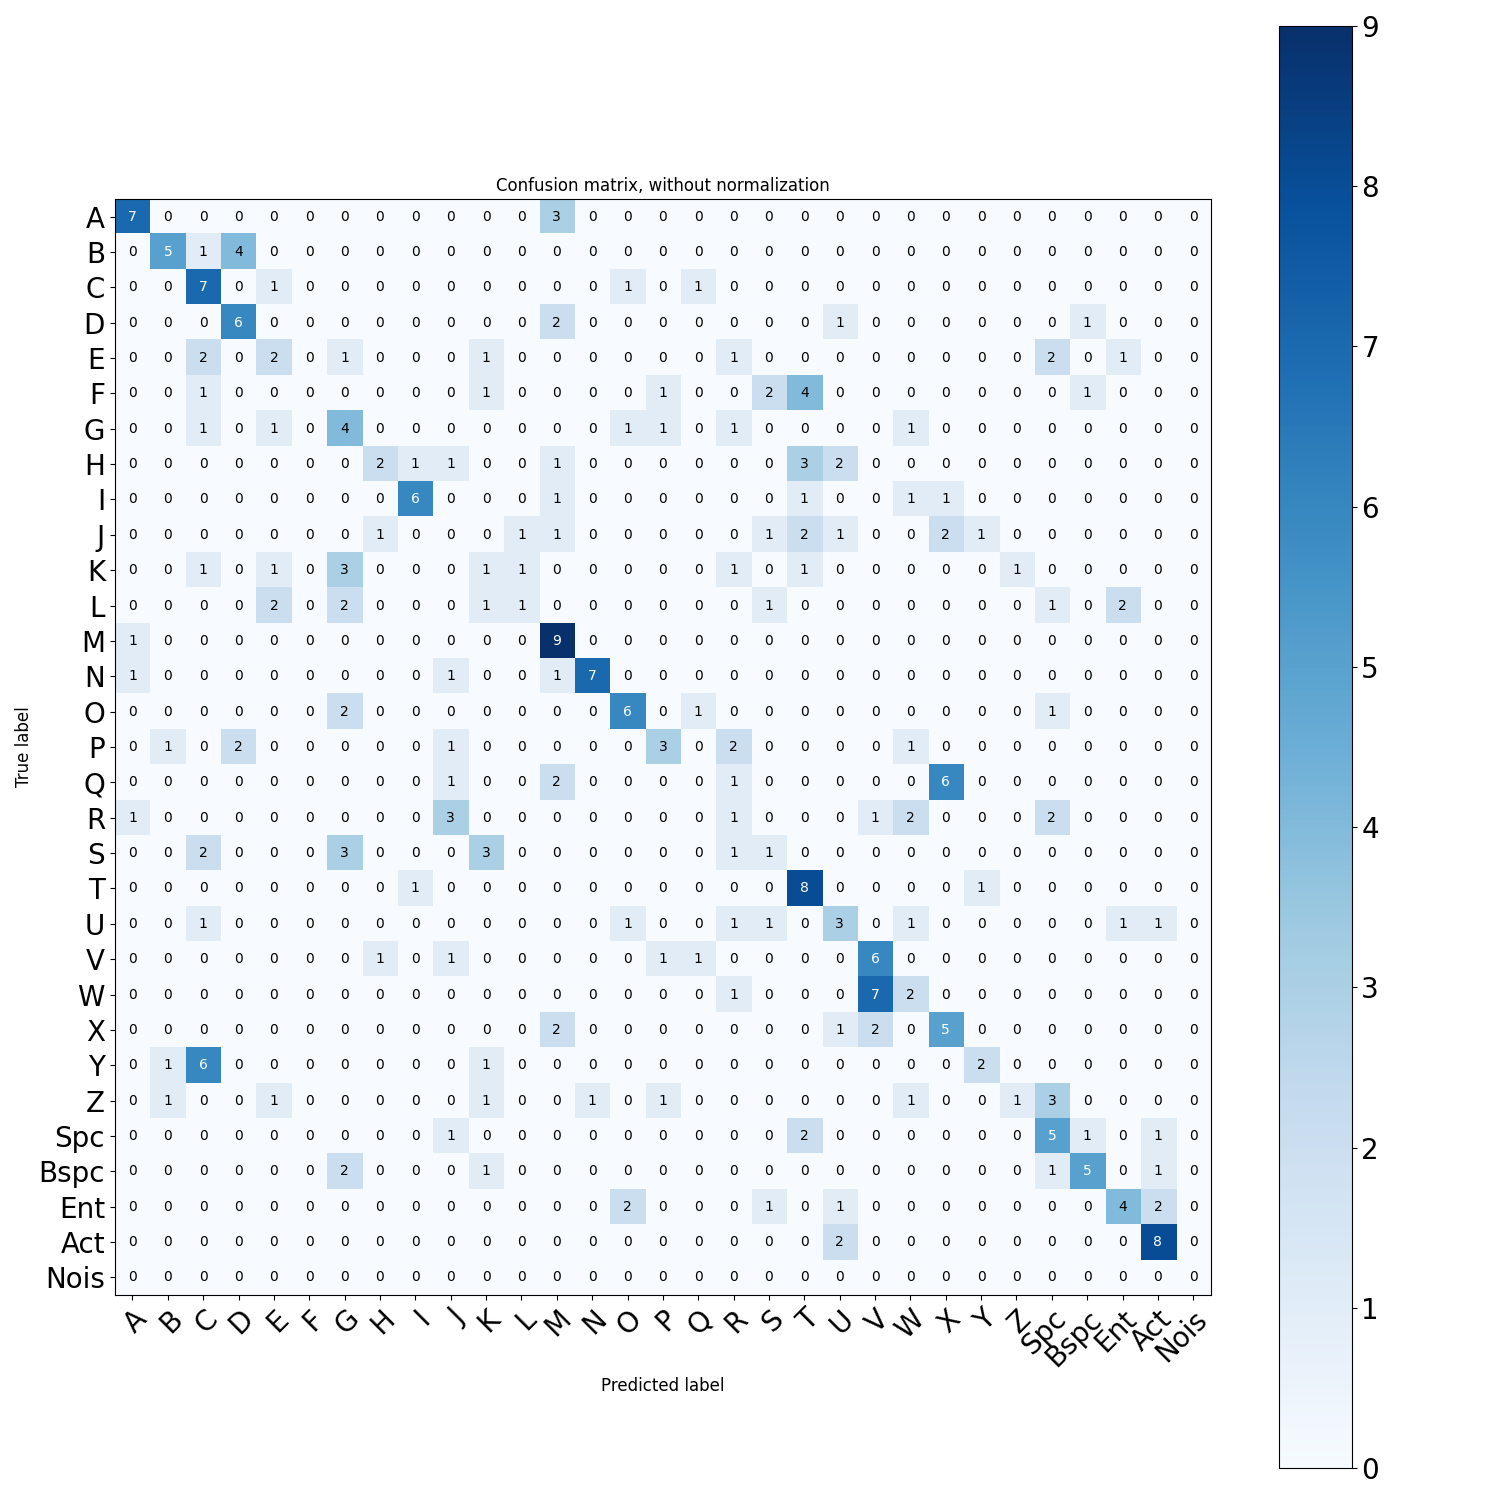 Confusion matrix, without normalization
A 7 0 0 0 0 0 0 0 0 0 0 0 3 0 0 0 0 0 0 0 0 0 0 0 0 0 0 0 0 0 0
B 0 5 1 4 0 0 0 0 0 0 0 0 0 0 0 0 0 0 0 0 0 0 0 0 0 0 0 0 0 0 0
C 0 0 7 0 1 0 0 0 0 0 0 0 0 0 1 0 1 0 0 0 0 0 0 0 0 0 0 0 0 0 0
D 0 0 0 6 0 0 0 0 0 0 0 0 2 0 0 0 0 0 0 0 1 0 0 0 0 0 0 1 0 0 0
E 0 0 2 0 2 0 1 0 0 0 1 0 0 0 0 0 0 1 0 0 0 0 0 0 0 0 2 0 1 0 0
F 0 0 1 0 0 0 0 0 0 0 1 0 0 0 0 1 0 0 2 4 0 0 0 0 0 0 0 1 0 0 0
G 0 0 1 0 1 0 4 0 0 0 0 0 0 0 1 1 0 1 0 0 0 0 1 0 0 0 0 0 0 0 0
H 0 0 0 0 0 0 0 2 1 1 0 0 1 0 0 0 0 0 0 3 2 0 0 0 0 0 0 0 0 0 0
I 0 0 0 0 0 0 0 0 6 0 0 0 1 0 0 0 0 0 0 1 0 0 1 1 0 0 0 0 0 0 0
J 0 0 0 0 0 0 0 1 0 0 0 1 1 0 0 0 0 0 1 2 1 0 0 2 1 0 0 0 0 0 0
K 0 0 1 0 1 0 3 0 0 0 1 1 0 0 0 0 0 1 0 1 0 0 0 0 0 1 0 0 0 0 0
L 0 0 0 0 2 0 2 0 0 0 1 1 0 0 0 0 0 0 1 0 0 0 0 0 0 0 1 0 2 0 0
M 1 0 0 0 0 0 0 0 0 0 0 0 9 0 0 0 0 0 0 0 0 0 0 0 0 0 0 0 0 0 0
N 1 0 0 0 0 0 0 0 0 1 0 0 1 7 0 0 0 0 0 0 0 0 0 0 0 0 0 0 0 0 0
O 0 0 0 0 0 0 2 0 0 0 0 0 0 0 6 0 1 0 0 0 0 0 0 0 0 0 1 0 0 0 0
P 0 1 0 2 0 0 0 0 0 1 0 0 0 0 0 3 0 2 0 0 0 0 1 0 0 0 0 0 0 0 0
Q 0 0 0 0 0 0 0 0 0 1 0 0 2 0 0 0 0 1 0 0 0 0 0 6 0 0 0 0 0 0 0
R 1 0 0 0 0 0 0 0 0 3 0 0 0 0 0 0 0 1 0 0 0 1 2 0 0 0 2 0 0 0 0
S 0 0 2 0 0 0 3 0 0 0 3 0 0 0 0 0 0 1 1 0 0 0 0 0 0 0 0 0 0 0 0
T 0 0 0 0 0 0 0 0 1 0 0 0 0 0 0 0 0 0 0 8 0 0 0 0 1 0 0 0 0 0 0
U 0 0 1 0 0 0 0 0 0 0 0 0 0 0 1 0 0 1 1 0 3 0 1 0 0 0 0 0 1 1 0
V 0 0 0 0 0 0 0 1 0 1 0 0 0 0 0 1 1 0 0 0 0 6 0 0 0 0 0 0 0 0 0
W 0 0 0 0 0 0 0 0 0 0 0 0 0 0 0 0 0 1 0 0 0 7 2 0 0 0 0 0 0 0 0
X 0 0 0 0 0 0 0 0 0 0 0 0 2 0 0 0 0 0 0 0 1 2 0 5 0 0 0 0 0 0 0
Y 0 1 6 0 0 0 0 0 0 0 1 0 0 0 0 0 0 0 0 0 0 0 0 0 2 0 0 0 0 0 0
Z 0 1 0 0 1 0 0 0 0 0 1 0 0 1 0 1 0 0 0 0 0 0 1 0 0 1 3 0 0 0 0
Spc 0 0 0 0 0 0 0 0 0 1 0 0 0 0 0 0 0 0 0 2 0 0 0 0 0 0 5 1 0 1 0
Bspc 0 0 0 0 0 0 2 0 0 0 1 0 0 0 0 0 0 0 0 0 0 0 0 0 0 0 1 5 0 1 0
Ent 0 0 0 0 0 0 0 0 0 0 0 0 0 0 2 0 0 0 1 0 1 0 0 0 0 0 0 0 4 2 0
Act 0 0 0 0 0 0 0 0 0 0 0 0 0 0 0 0 0 0 0 0 2 0 0 0 0 0 0 0 0 8 0
Nois 0 0 0 0 0 0 0 0 0 0 0 0 0 0 0 0 0 0 0 0 0 0 0 0 0 0 0 0 0 0 0
A B C D E F G H I J K L M N O P Q R S T U V W X Y Z Spc Bspc Ent Act Nois
Predicted label
True label
9
8
7
6
5
4
3
2
1
0